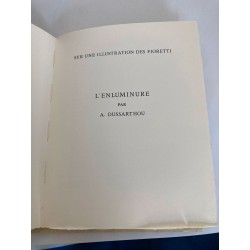 SUR UNE ILLUSTRATION DES FIORETTI
L'ENLUMINURE
PAR
A. DUSSARTHOU